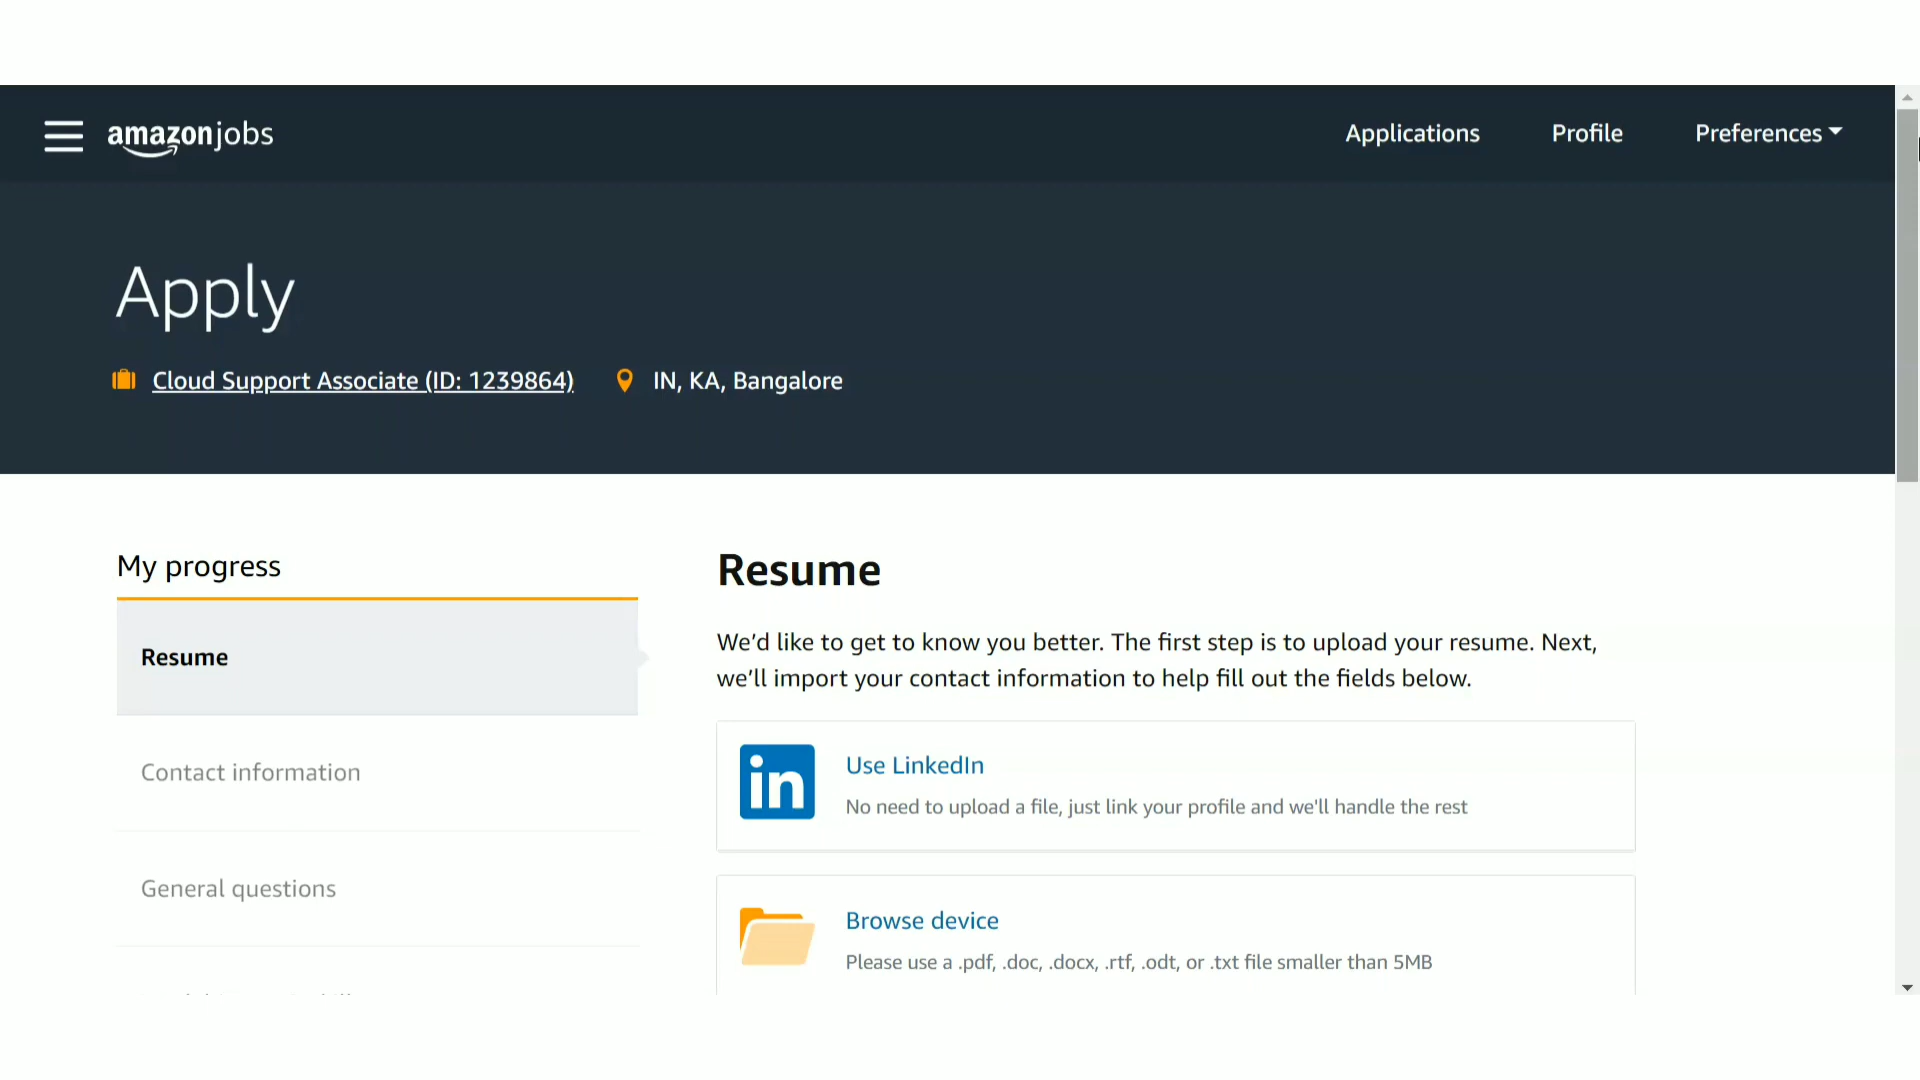 amazonjobs
Applications
Profile
Preferences
Apply
Cloud Support Associate (ID: 1239864)
IN, KA, Bangalore
My progress
Resume
Contact information
General questions
Resume
We’d like to get to know you better. The first step is to upload your resume. Next,
we’ll import your contact information to help fill out the fields below.
in
Use LinkedIn
No need to upload a file, just link your profile and we'll handle the rest
Browse device
Please use a .pdf, .doc, .docx, .rtf, .odt, or .txt file smaller than 5MB